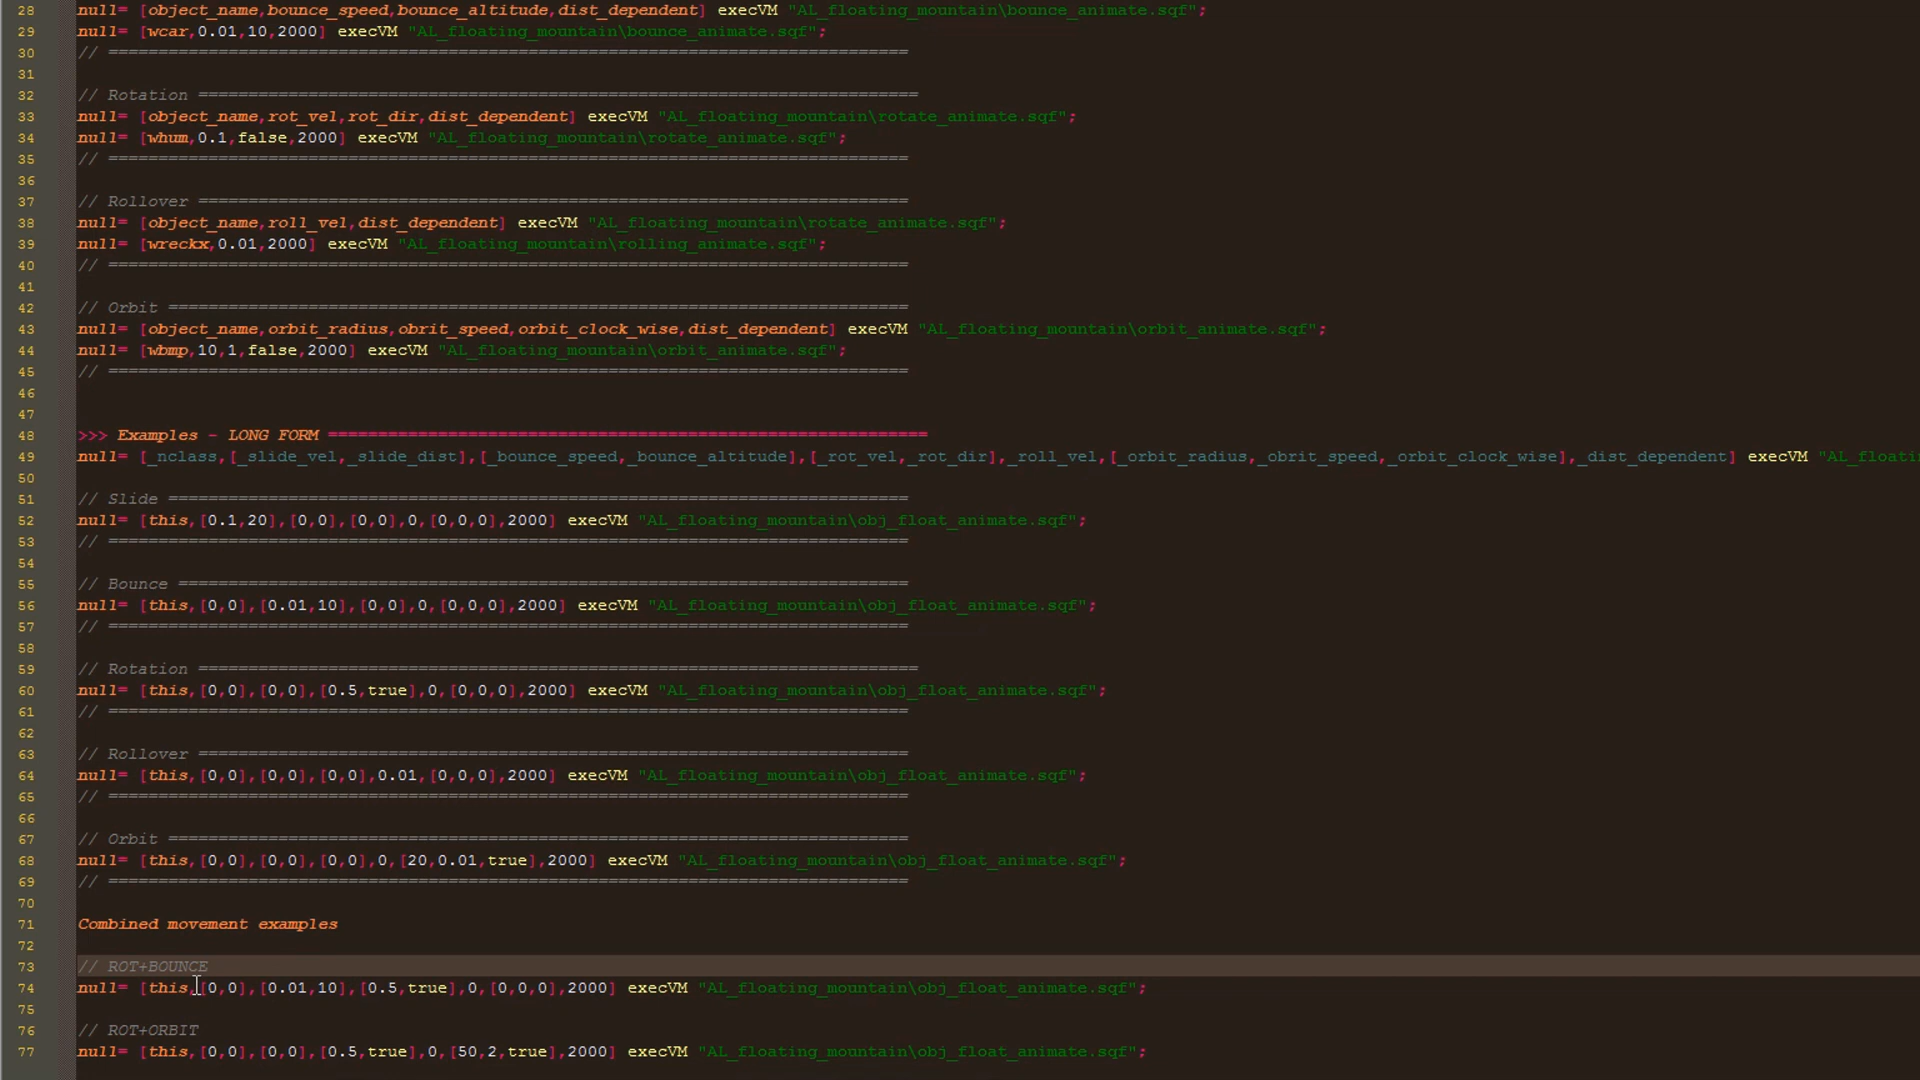 28 null= [object_name,bounce_speed,bounce_altitude,dist_dependent] execVM "AL_floating_mountain\bounce_animate.sqf";
29 null= [wcar,0.01,10,2000] execVM "AL_floating_mountain\bounce_animate.sqf";
30 // ================================================================================
31
32 // Rotation ========================================================================
33 null= [object_name,rot_vel,rot_dir,dist_dependent] execVM "AL_floating_mountain\rotate_animate.sqf";
34 null= [whum,0.1,false,2000] execVM "AL_floating_mountain\rotate_animate.sqf";
35 // ================================================================================
36
37 // Rollover =======================================================================
38 null= [object_name,roll_vel,dist_dependent] execVM "AL_floating_mountain\rotate_animate.sqf";
39 null= [wreckx,0.01,2000] execVM "AL_floating_mountain\rolling_animate.sqf";
40 // ================================================================================
41
42 // Orbit ==========================================================================
43 null= [object_name,orbit_radius,obrit_speed,orbit_clock_wise,dist_dependent] execVM "AL_floating_mountain\orbit_animate.sqf";
44 null= [wbmp,10,1,false,2000] execVM "AL_floating_mountain\orbit_animate.sqf";
45 // ================================================================================
46
47
48 >>> Examples - LONG FORM ============================================================
49 null= [_nclass,[_slide_vel,_slide_dist],[_bounce_speed,_bounce_altitude],[_rot_vel,_rot_dir],_roll_vel,[_orbit_radius,_obrit_speed,_orbit_clock_wise],_dist_dependent] execVM "AL_floati
50
51 // Slide ==========================================================================
52 null= [this,[0.1,20],[0,0],[0,0],0,[0,0,0],2000] execVM "AL_floating_mountain\obj_float_animate.sqf";
53 // ================================================================================
54
55 // Bounce =========================================================================
56 null= [this,[0,0],[0.01,10],[0,0],0,[0,0,0],2000] execVM "AL_floating_mountain\obj_float_animate.sqf";
57 // ================================================================================
58
59 // Rotation ========================================================================
60 null= [this,[0,0],[0,0],[0.5,true],0,[0,0,0],2000] execVM "AL_floating_mountain\obj_float_animate.sqf";
61 // ================================================================================
62
63 // Rollover =======================================================================
64 null= [this,[0,0],[0,0],[0,0],0.01,[0,0,0],2000] execVM "AL_floating_mountain\obj_float_animate.sqf";
65 // ================================================================================
66
67 // Orbit ==========================================================================
68 null= [this,[0,0],[0,0],[0,0],0,[20,0.01,true],2000] execVM "AL_floating_mountain\obj_float_animate.sqf";
69 // ================================================================================
70
71 Combined movement examples
72
73 // ROT+BOUNCE
74 null= [this,[0,0],[0.01,10],[0.5,true],0,[0,0,0],2000] execVM "AL_floating_mountain\obj_float_animate.sqf";
75
76 // ROT+ORBIT
77 null= [this,[0,0],[0,0],[0.5,true],0,[50,2,true],2000] execVM "AL_floating_mountain\obj_float_animate.sqf";